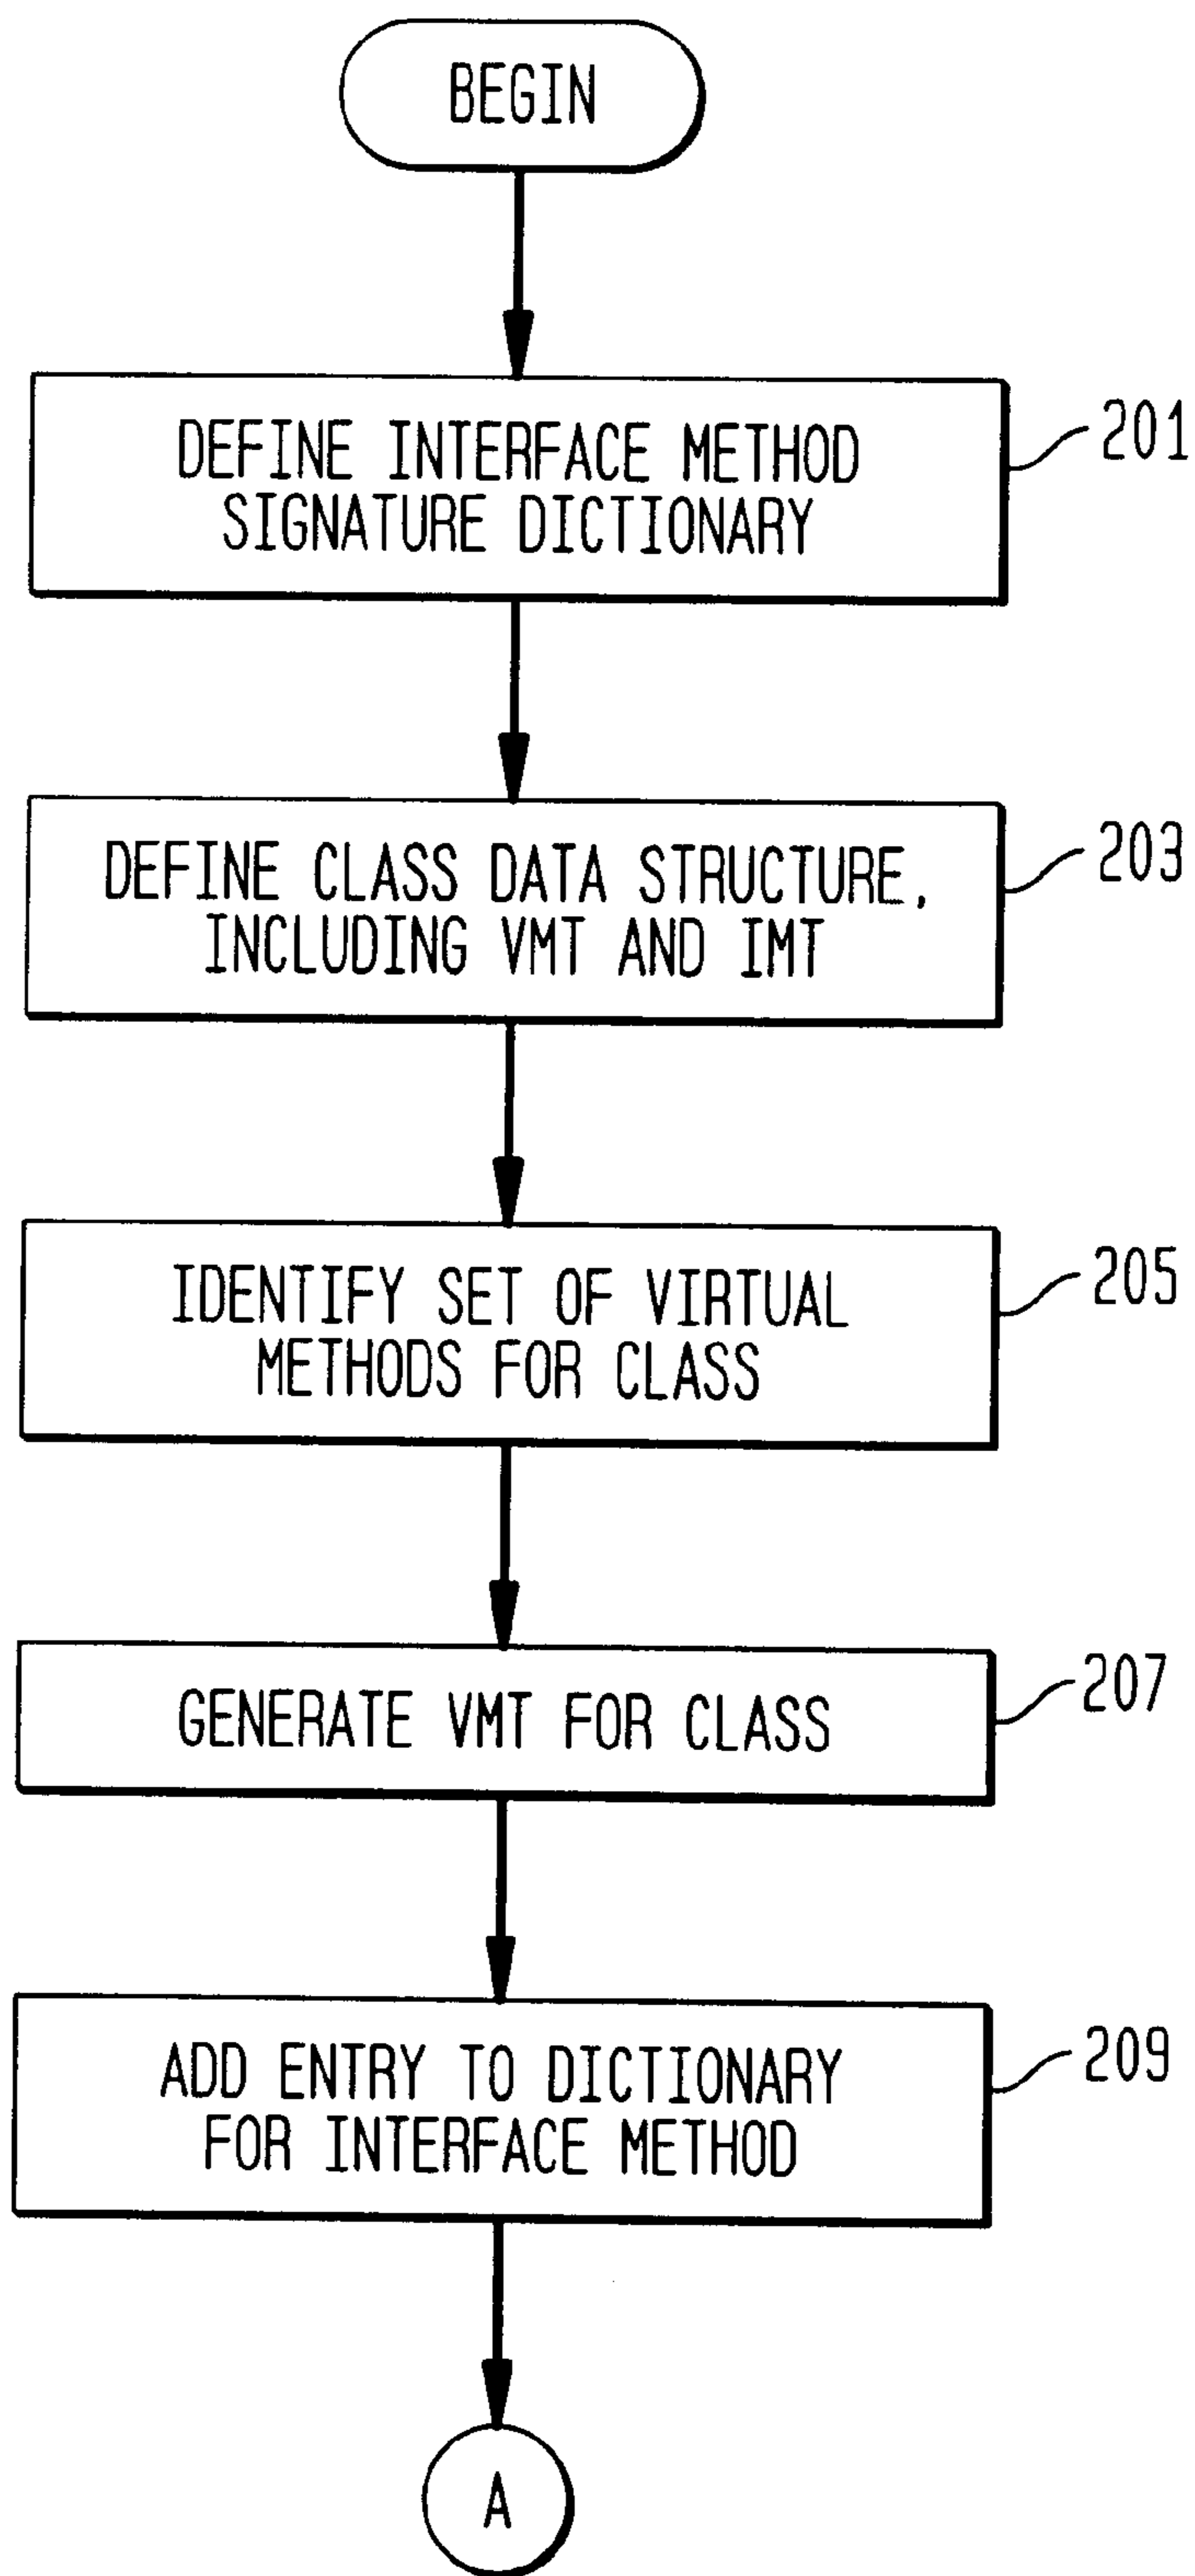 BEGIN
DEFINE INTERFACE METHOD
SIGNATURE DICTIONARY
201
DEFINE CLASS DATA STRUCTURE,
INCLUDING VMT AND IMT
203
IDENTIFY SET OF VIRTUAL
METHODS FOR CLASS
205
GENERATE VMT FOR CLASS
207
ADD ENTRY TO DICTIONARY
FOR INTERFACE METHOD
209
A